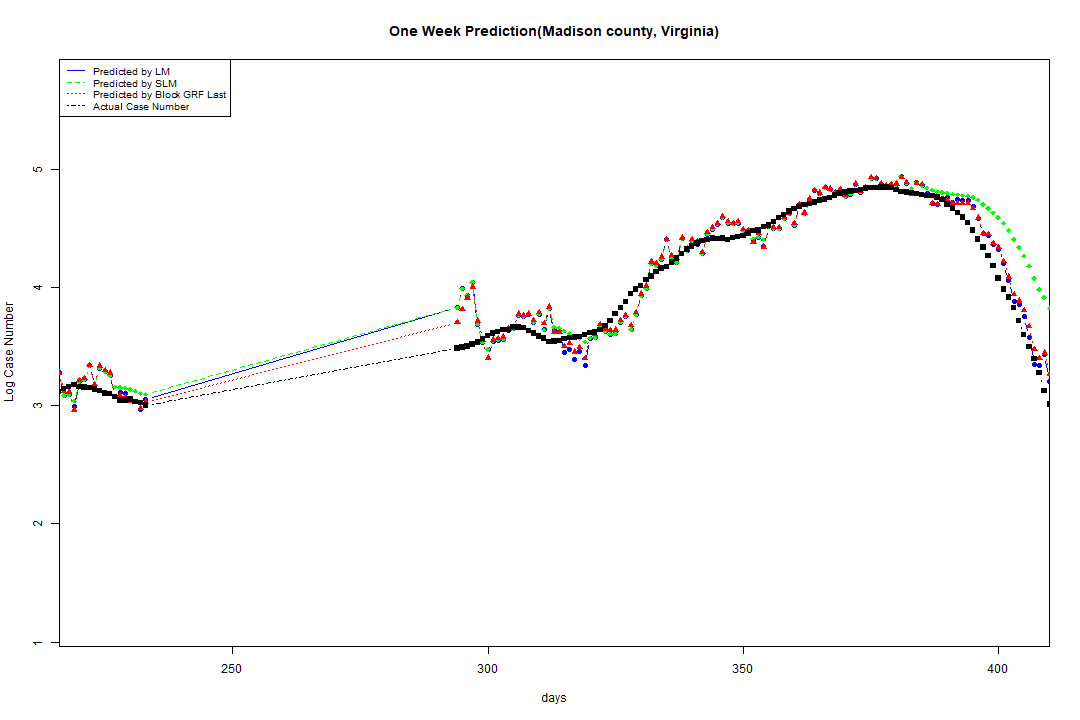 One Week Prediction(Madison county, Virginia)
Predicted by LM
Predicted by SLM
Predicted by Block GRF Last
Actual Case Number
Log Case Number
5
4
3
2
1
250 300 350 400
days